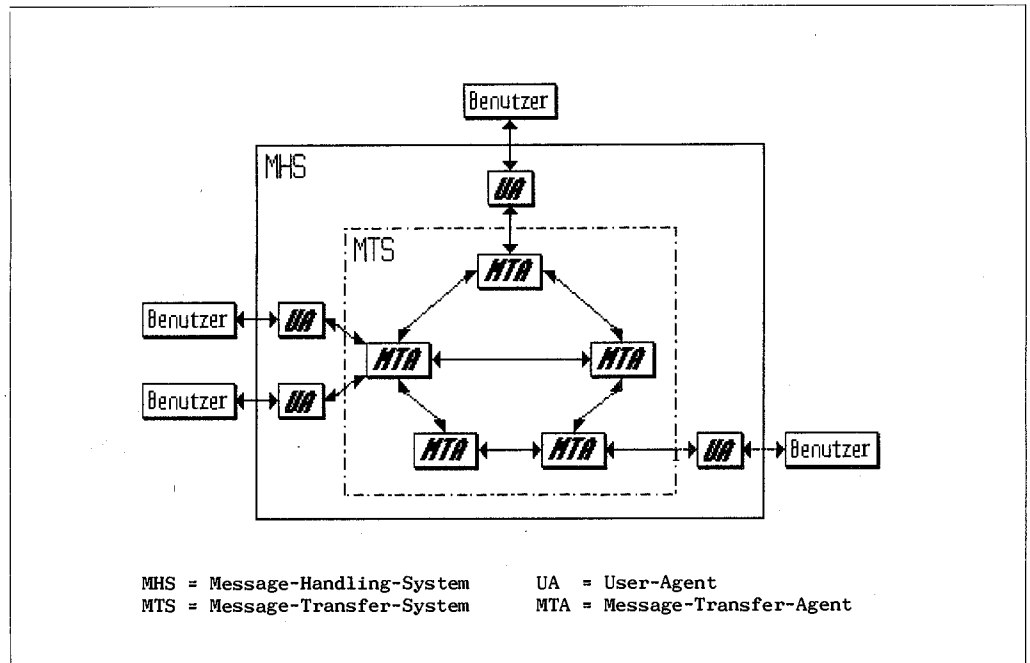 Benutzer
MHS
UA
MTS
MTA
Benutzer UA
MTA MTA
Benutzer UA
MTA MTA UA Benutzer
MHS = Message-Handling-System UA = User-Agent
MTS = Message-Transfer-System MTA = Message-Transfer-Agent